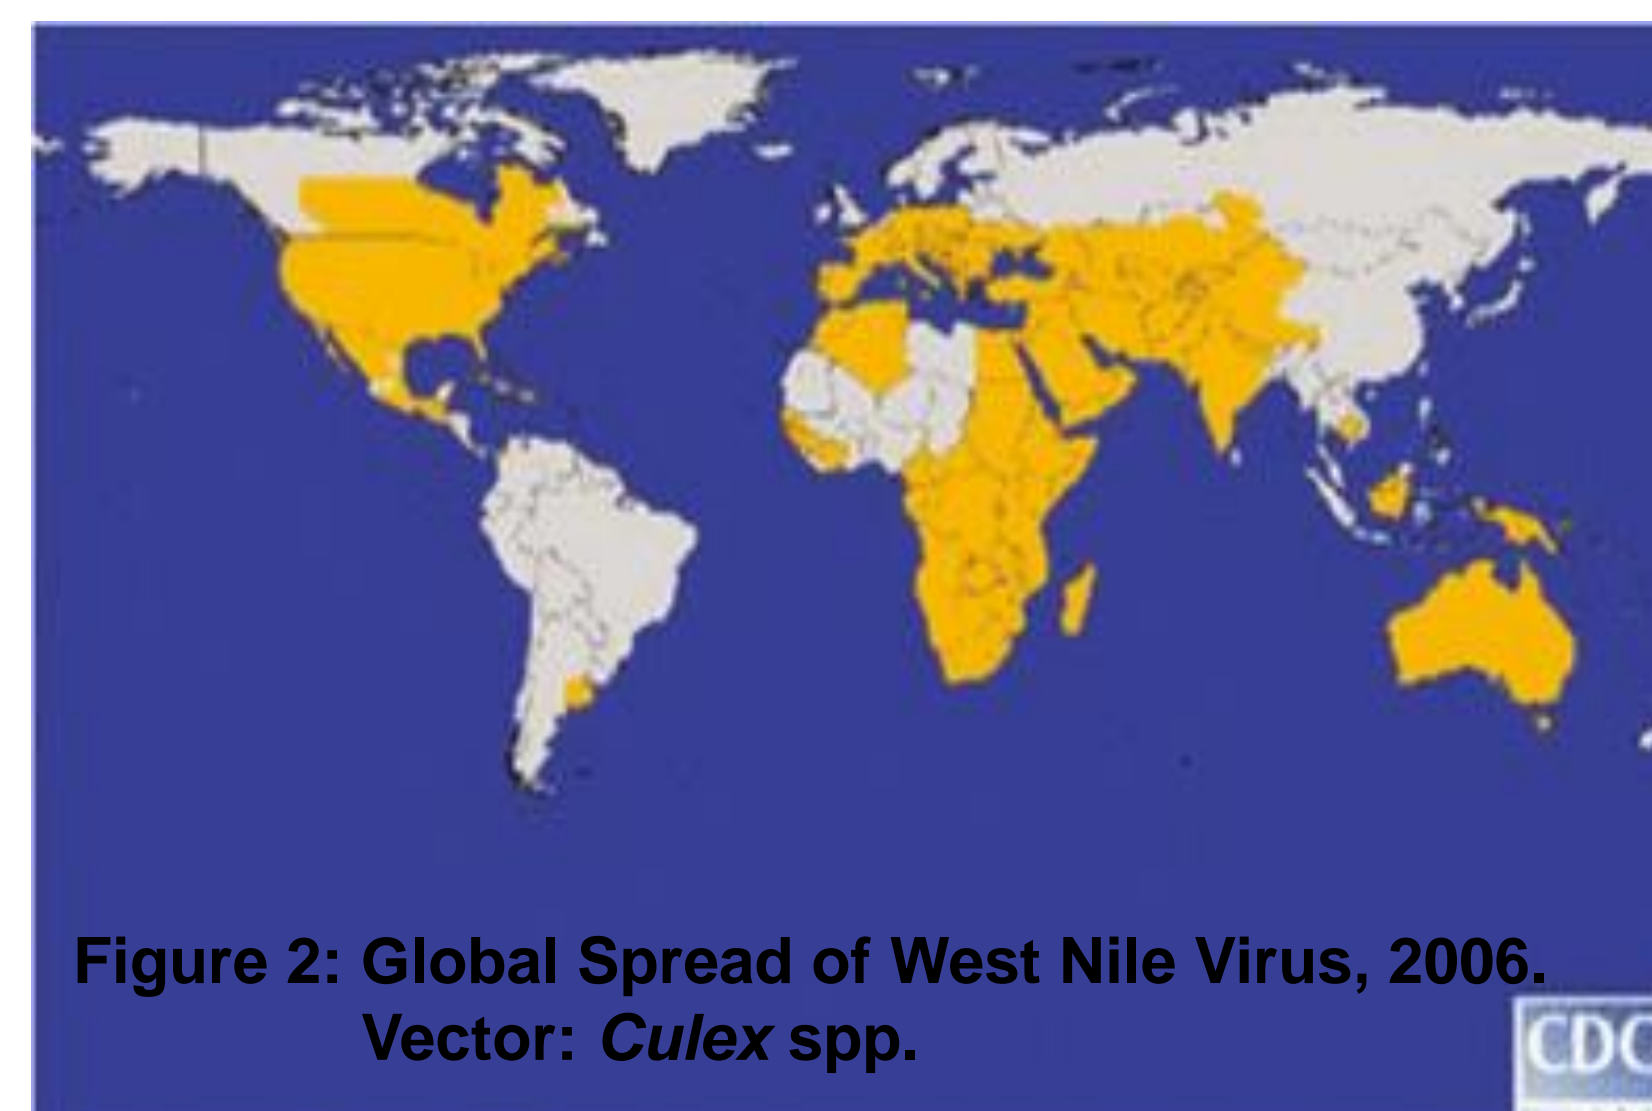 Figure 2: Global Spread of West Nile Virus, 2006.
Vector: Culex spp.
CDC